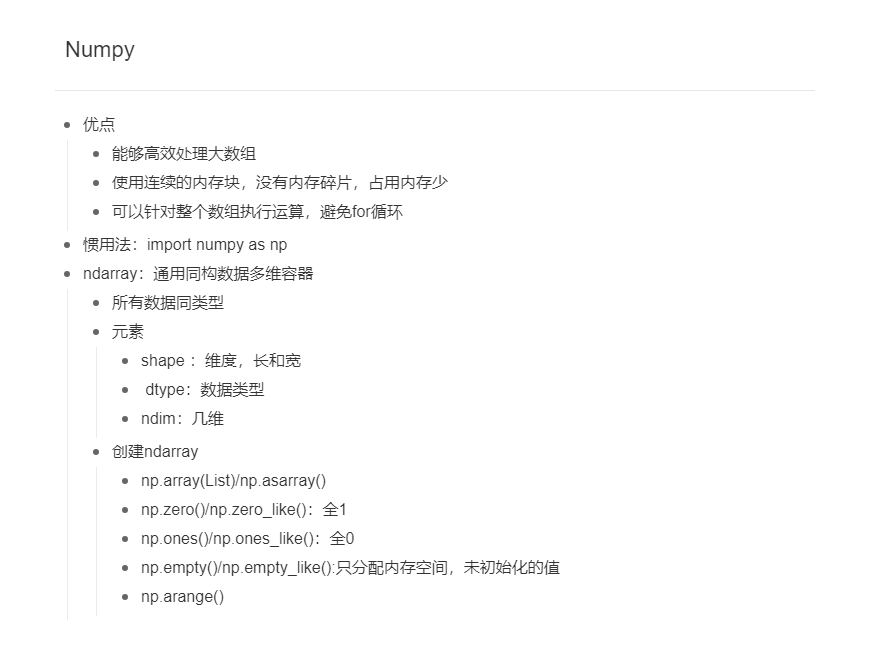 Numpy
优点
能够高效处理大数组
使用连续的内存块，没有内存碎片，占用内存少
可以针对整个数组执行运算，避免for循环
惯用法：import numpy as np
ndarray：通用同构数据多维容器
所有数据同类型
元素
shape ：维度，长和宽
dtype：数据类型
ndim：几维
创建ndarray
np.array(List)/np.asarray()
np.zero()/np.zero_like()：全1
np.ones()/np.ones_like()：全0
np.empty()/np.empty_like():只分配内存空间，未初始化的值
np.arange()